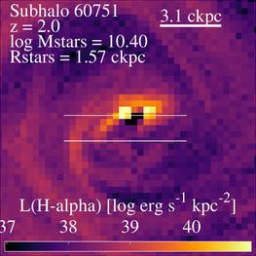 Subhalo 60751
z = 2.0
log Mstars = 10.40
Rstars = 1.57 ckpc
3.1 ckpc
L(H-alpha) [log erg s⁻¹ kpc⁻²]
37 38 39 40